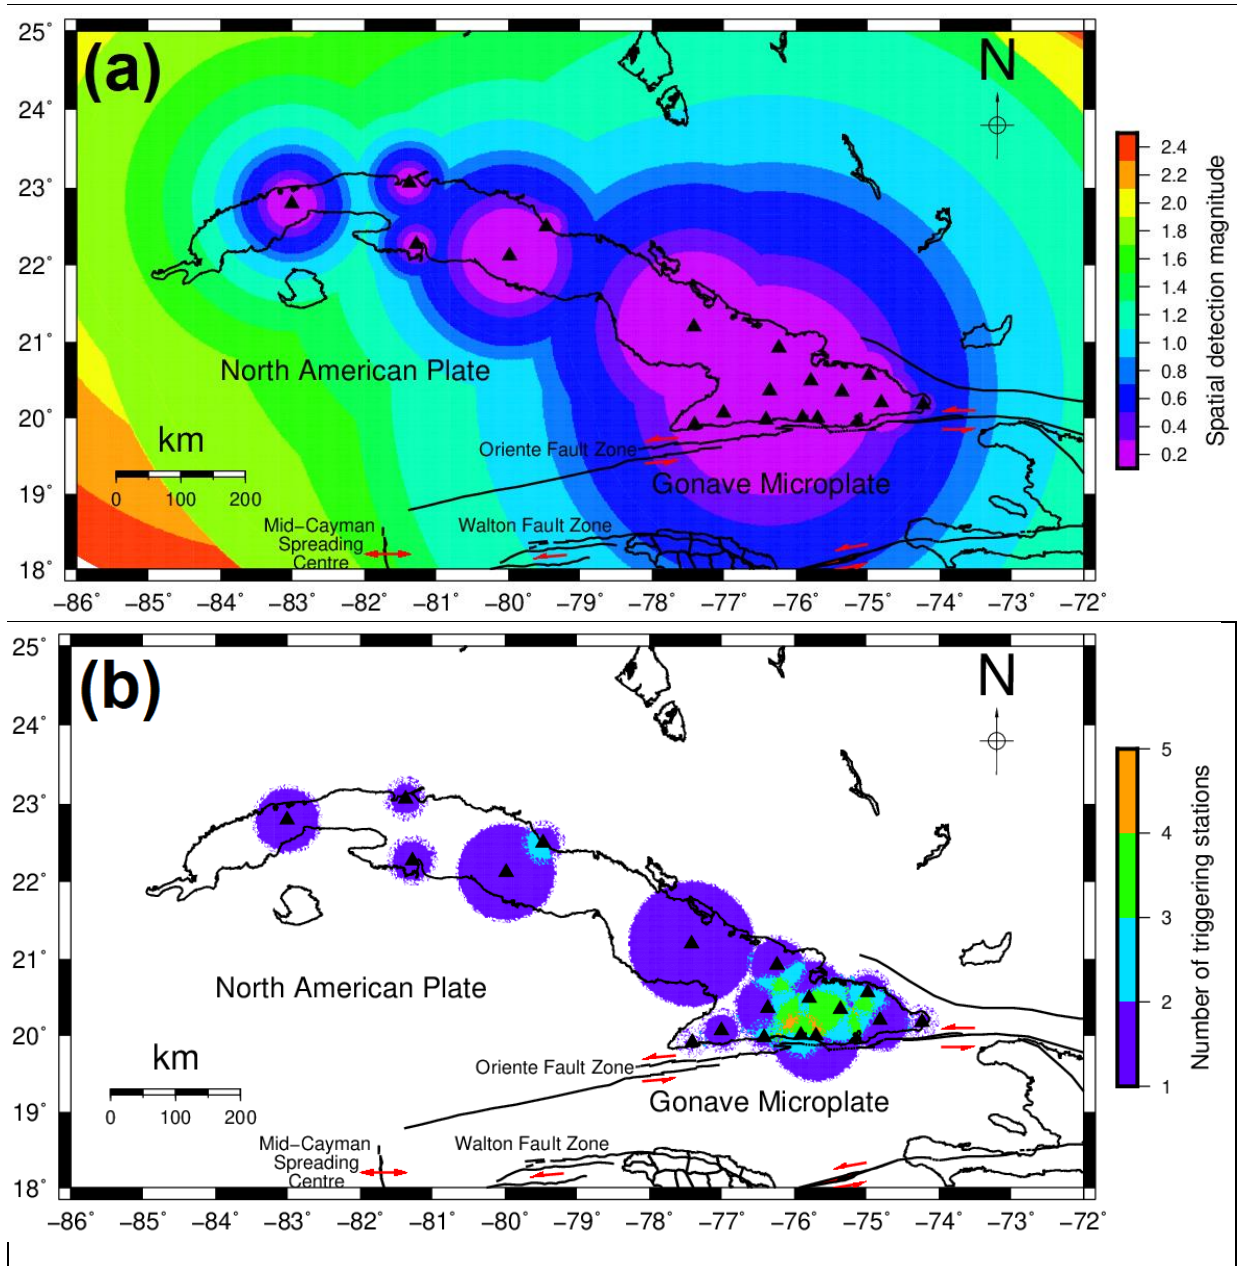 (a)
N
25°
24°
23°
22°
21°
20°
19°
18°
North American Plate
km
0 100 200
Oriente Fault Zone
Gonave Microplate
Mid−Cayman
Spreading
Centre
Walton Fault Zone
−86 −85 −84 −83 −82 −81 −80 −79 −78 −77 −76 −75 −74 −73 −72
2.4
2.2
2.0
1.8
1.6
1.4
1.2
1.0
0.8
0.6
0.4
0.2
Spatial detection magnitude
(b)
N
25°
24°
23°
22°
21°
20°
19°
18°
North American Plate
km
0 100 200
Oriente Fault Zone
Gonave Microplate
Mid−Cayman
Spreading
Centre
Walton Fault Zone
−86° −85° −84° −83° −82° −81° −80° −79° −78° −77° −76° −75° −74° −73° −72°
5
4
3
2
1
Number of triggering stations